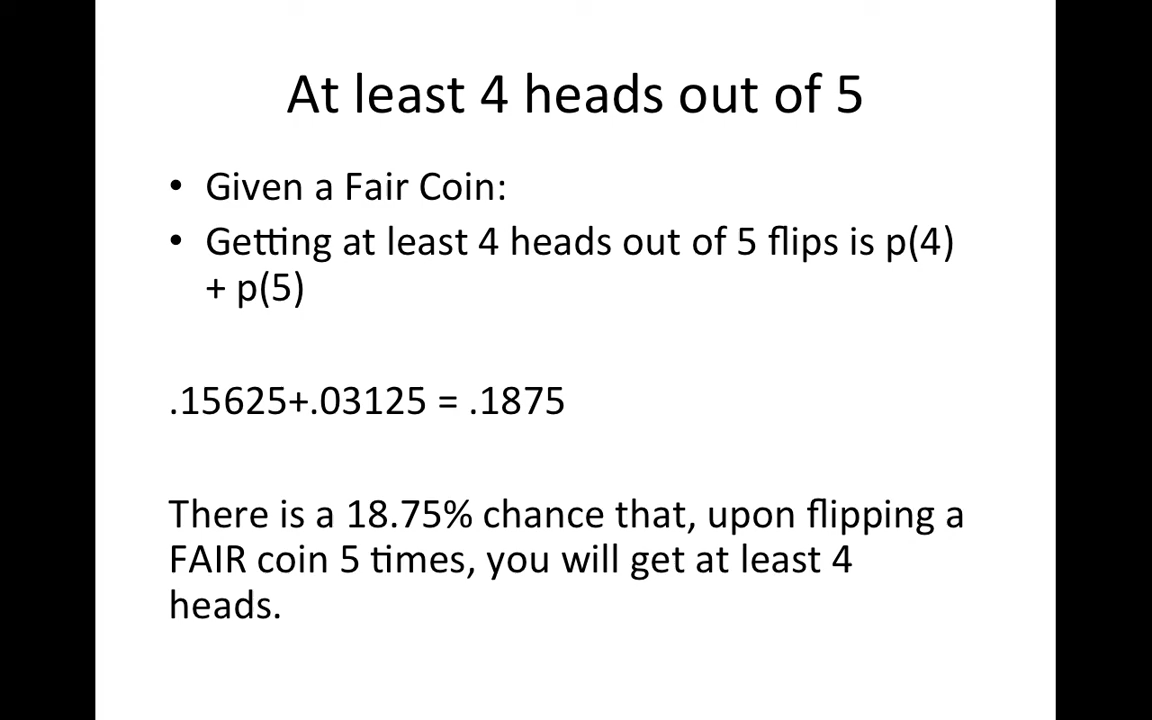 At least 4 heads out of 5
• Given a Fair Coin:
• Getting at least 4 heads out of 5 flips is p(4)
+ p(5)
.15625+.03125 = .1875
There is a 18.75% chance that, upon flipping a
FAIR coin 5 times, you will get at least 4
heads.